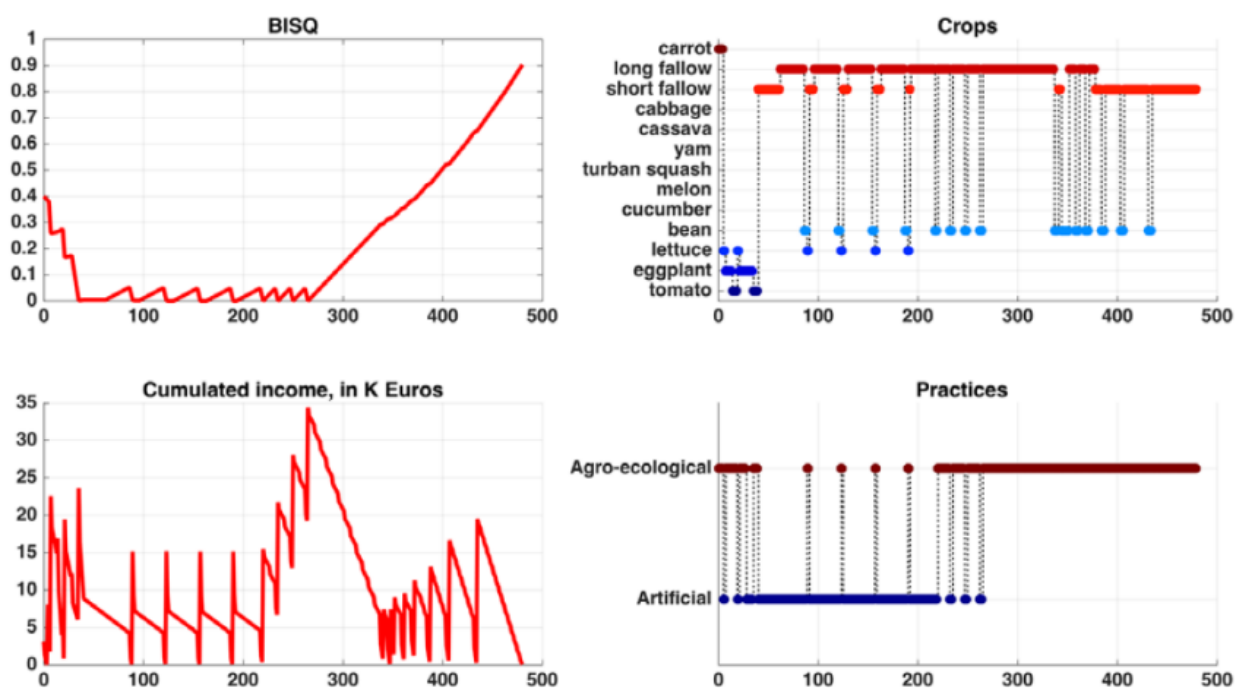 BISQ
1
0.9
0.8
0.7
0.6
0.5
0.4
0.3
0.2
0.1
0
0 100 200 300 400 500
Crops
carrot
long fallow
short fallow
cabbage
cassava
yam
turban squash
melon
cucumber
bean
lettuce
eggplant
tomato
0 100 200 300 400 500
Cumulated income, in K Euros
35
30
25
20
15
10
5
0
0 100 200 300 400 500
Practices
Agro-ecological
Artificial
0 100 200 300 400 500